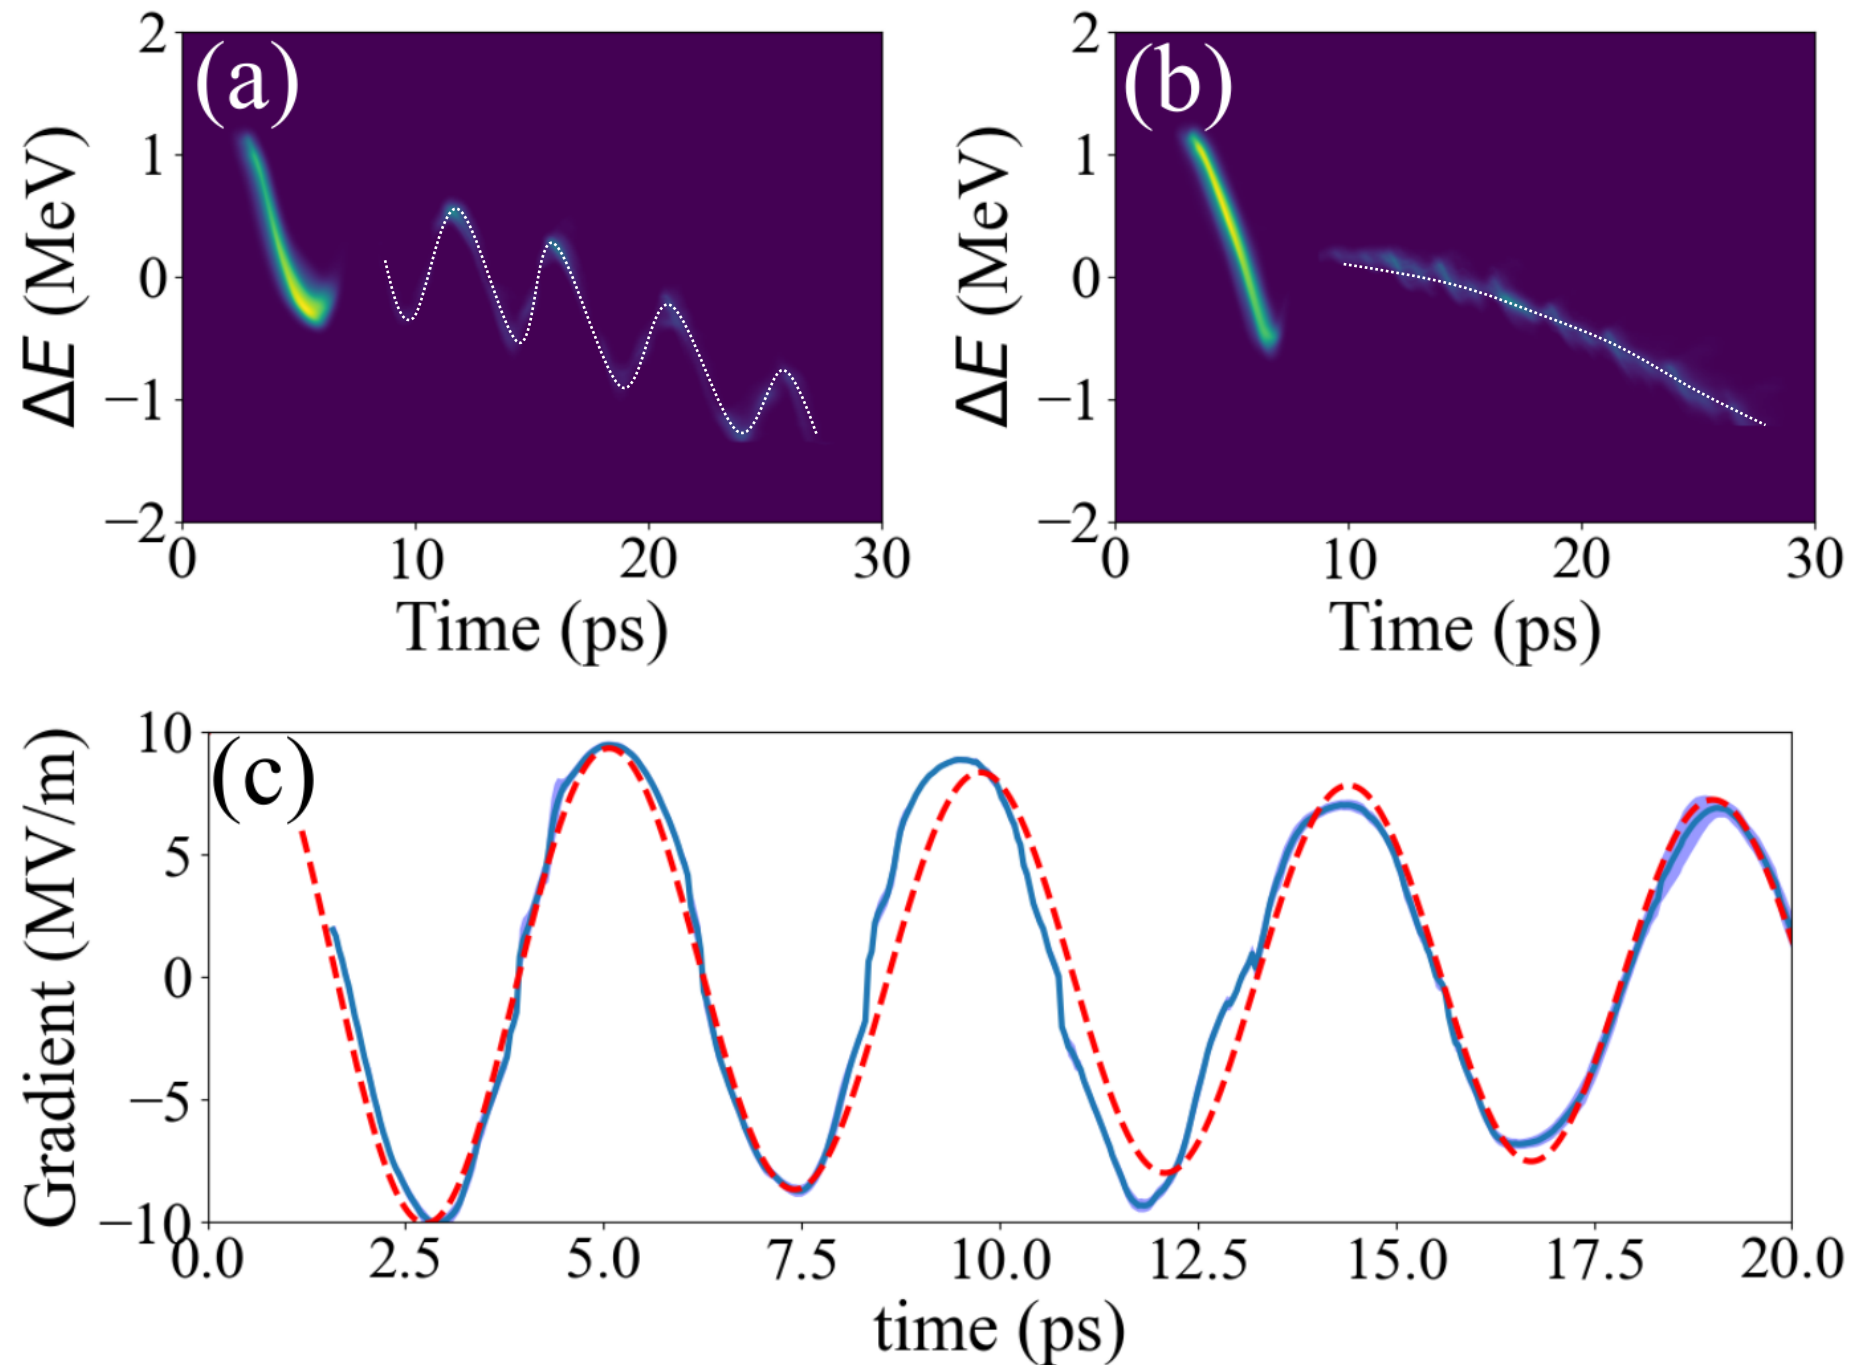 (a)
ΔE (MeV)
2
1
0
−1
−2
0 10 20 30
Time (ps)
(b)
ΔE (MeV)
2
1
0
−1
−2
0 10 20 30
Time (ps)
(c)
Gradient (MV/m)
10
5
0
−5
−10
0.0 2.5 5.0 7.5 10.0 12.5 15.0 17.5 20.0
time (ps)